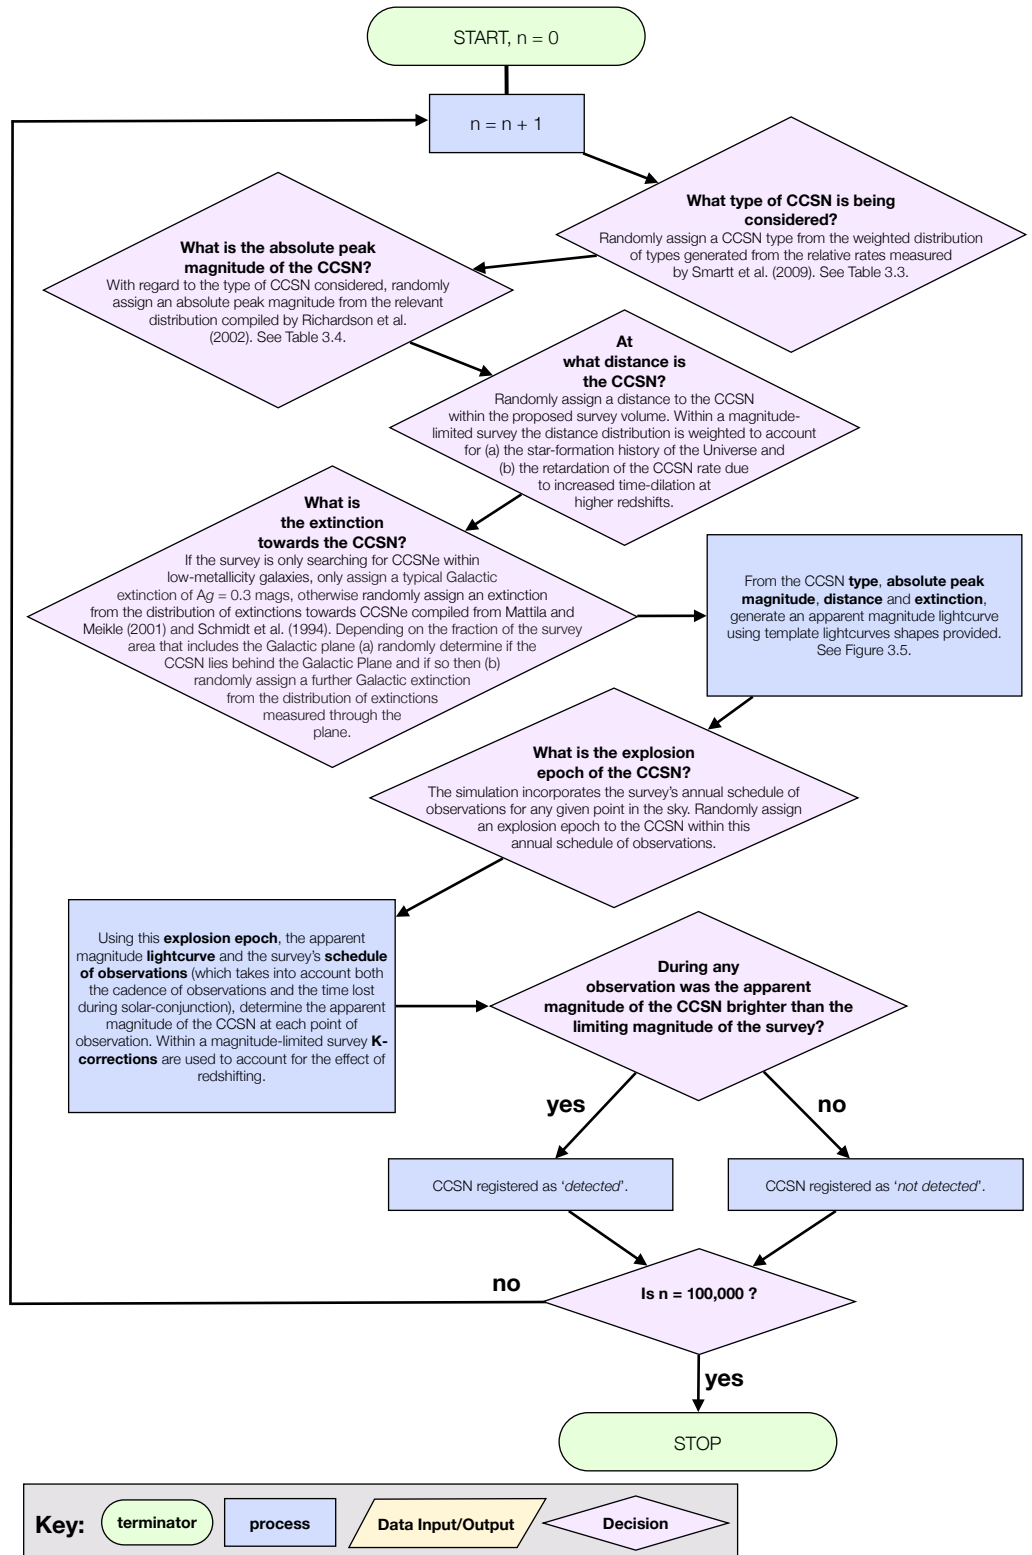 START, n = 0
n = n + 1
What type of CCSN is being
considered?
Randomly assign a CCSN type from the weighted distribution
of types generated from the relative rates measured
by Smartt et al. (2009). See Table 3.3.
What is the absolute peak
magnitude of the CCSN?
With regard to the type of CCSN considered, randomly
assign an absolute peak magnitude from the relevant
distribution compiled by Richardson et al.
(2002). See Table 3.4.
At
what distance is
the CCSN?
Randomly assign a distance to the CCSN
within the proposed survey volume. Within a magnitude-
limited survey the distance distribution is weighted to account
for (a) the star-formation history of the Universe and
(b) the retardation of the CCSN rate due
to increased time-dilation at
higher redshifts.
What is
the extinction
towards the CCSN?
If the survey is only searching for CCSNe within
low-metallicity galaxies, only assign a typical Galactic
extinction of Ag = 0.3 mags, otherwise randomly assign an extinction
from the distribution of extinctions towards CCSNe compiled from Mattila and
Meikle (2001) and Schmidt et al. (1994). Depending on the fraction of the survey
area that includes the Galactic plane (a) randomly determine if the
CCSN lies behind the Galactic Plane and if so then (b)
randomly assign a further Galactic extinction
from the distribution of extinctions
measured through the
plane.
From the CCSN type, absolute peak
magnitude, distance and extinction,
generate an apparent magnitude lightcurve
using template lightcurves shapes provided.
See Figure 3.5.
What is the explosion
epoch of the CCSN?
The simulation incorporates the survey's annual schedule of
observations for any given point in the sky. Randomly assign
an explosion epoch to the CCSN within this
annual schedule of observations.
Using this explosion epoch, the apparent
magnitude lightcurve and the survey's schedule
of observations (which takes into account both
the cadence of observations and the time lost
during solar-conjunction), determine the apparent
magnitude of the CCSN at each point of
observation. Within a magnitude-limited survey K-
corrections are used to account for the effect of
redshifting.
During any
observation was the apparent
magnitude of the CCSN brighter than the
limiting magnitude of the survey?
yes
no
CCSN registered as 'detected'.
CCSN registered as 'not detected'.
no
Is n = 100,000 ?
yes
STOP
Key:
terminator
process
Data Input/Output
Decision